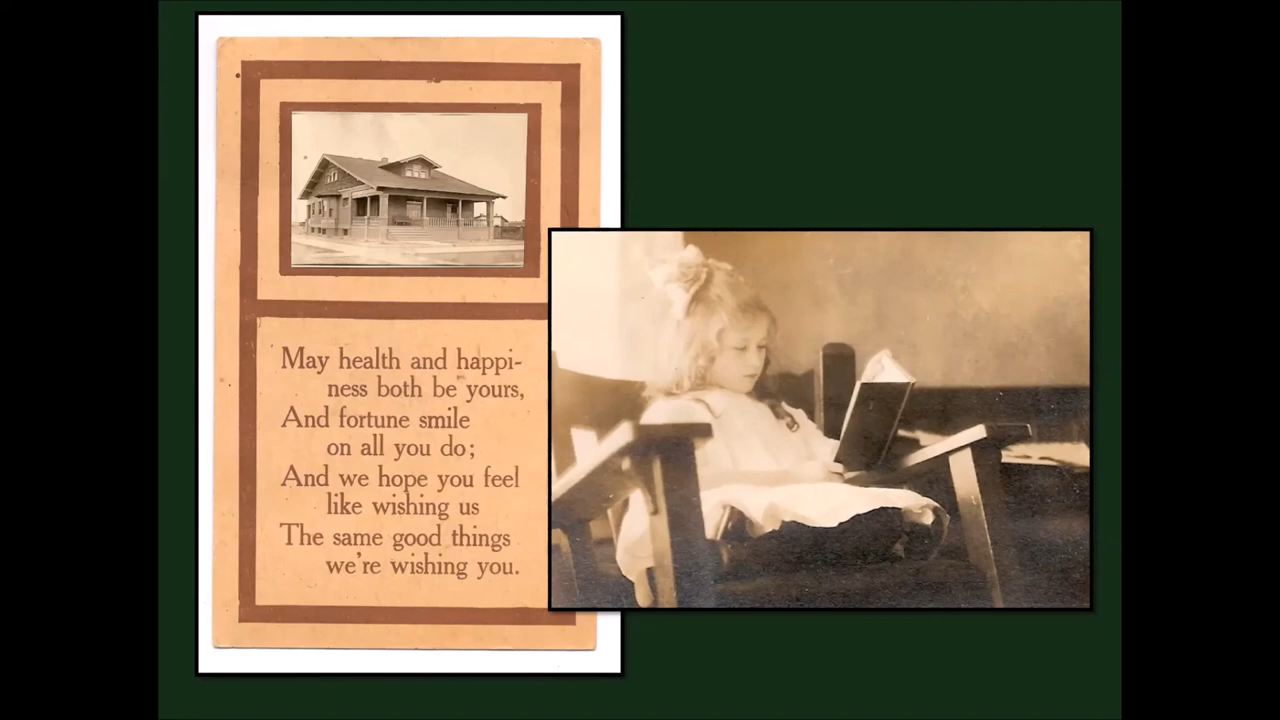 May health and happi-
ness both be yours,
And fortune smile
on all you do;
And we hope you feel
like wishing us
The same good things
we're wishing you.